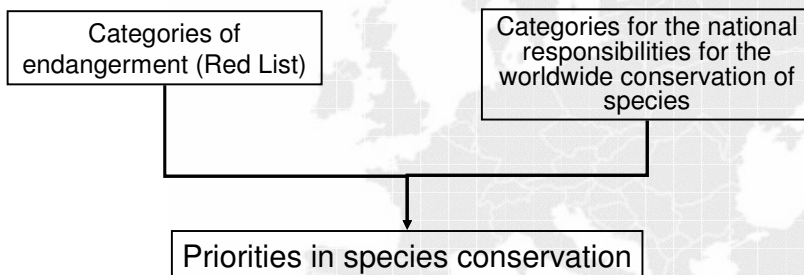 Categories of
endangerment (Red List)
Categories for the national
responsibilities for the
worldwide conservation of
species
Priorities in species conservation